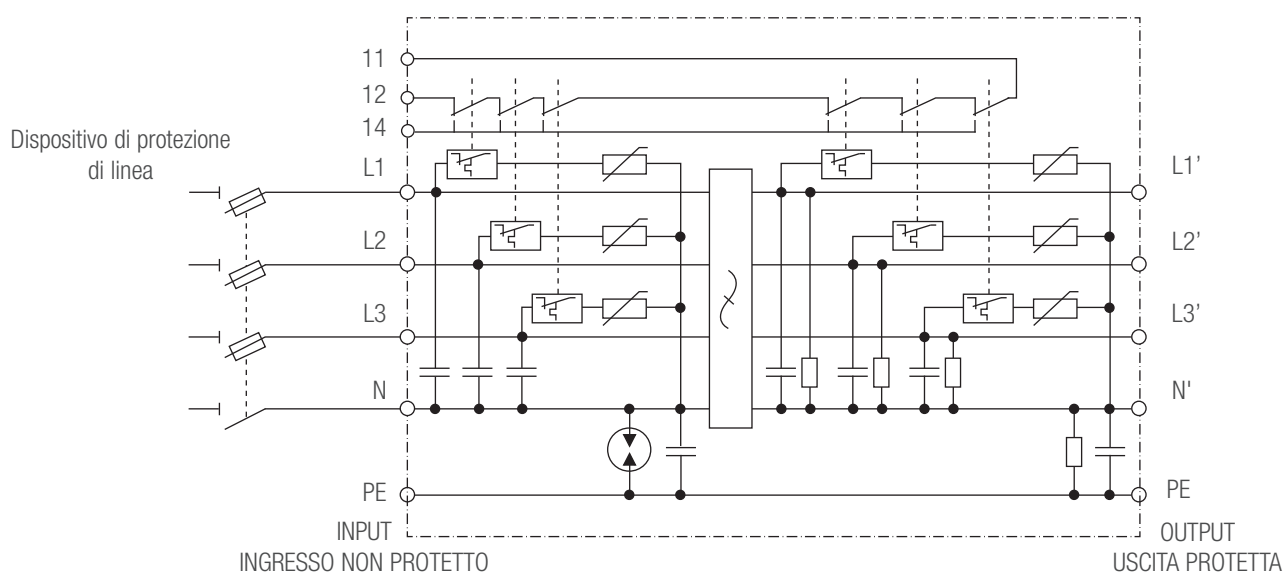 11
12
14
Dispositivo di protezione
di linea
L1
L1’
L2
L2’
L3
L3’
N
N'
PE
PE
INPUT
INGRESSO NON PROTETTO
OUTPUT
USCITA PROTETTA